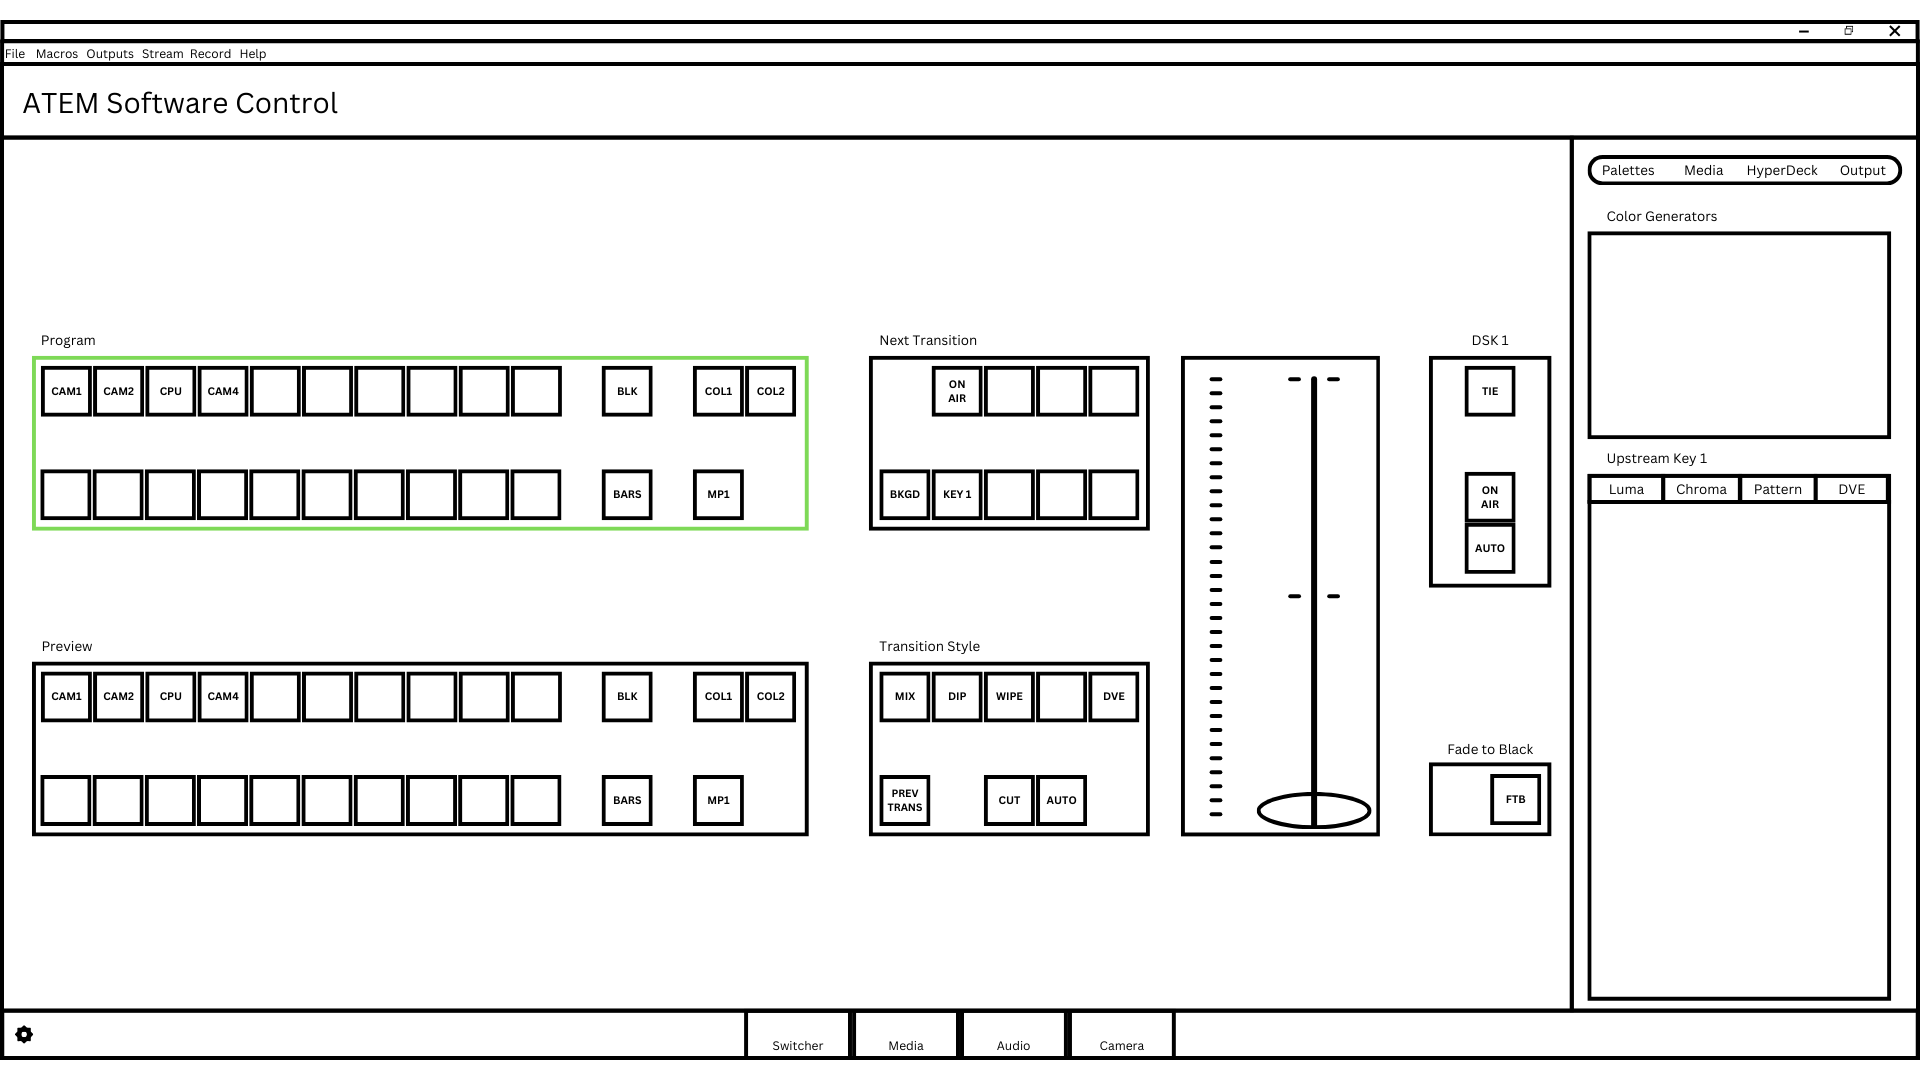 File Macros Outputs Stream Record Help
ATEM Software Control
Palettes Media HyperDeck Output
Color Generators
Program
CAM1 CAM2 CPU CAM4 BLK COL1 COL2
BARS MP1
Next Transition
ON
AIR
BKGD KEY 1
DSK 1
TIE
ON
AIR
AUTO
Upstream Key 1
Luma Chroma Pattern DVE
Preview
CAM1 CAM2 CPU CAM4 BLK COL1 COL2
BARS MP1
Transition Style
MIX DIP WIPE DVE
PREV
TRANS
CUT AUTO
Fade to Black
FTB
Switcher Media Audio Camera